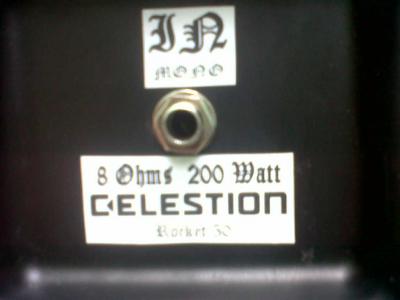 IN
MONO
8 Ohms 200 Watt
CELESTION
Rocket 50